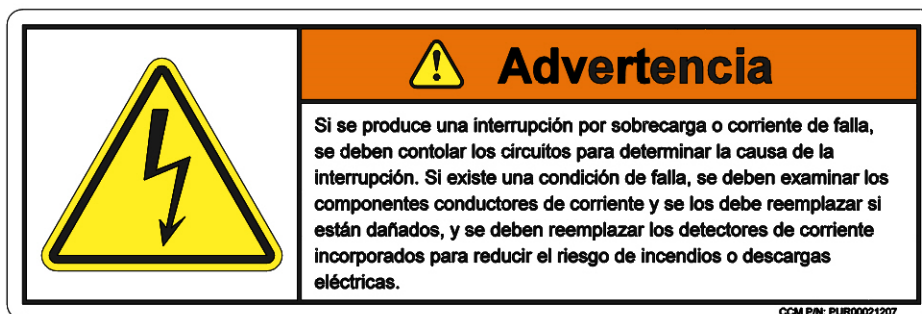 Advertencia
Si se produce una interrupción por sobrecarga o corriente de falla,
se deben contolar los circuitos para determinar la causa de la
interrupción. Si existe una condición de falla, se deben examinar los
componentes conductores de corriente y se los debe reemplazar si
están dañados, y se deben reemplazar los detectores de corriente
incorporados para reducir el riesgo de incendios o descargas
eléctricas.
CCM P/N: PUR00021207